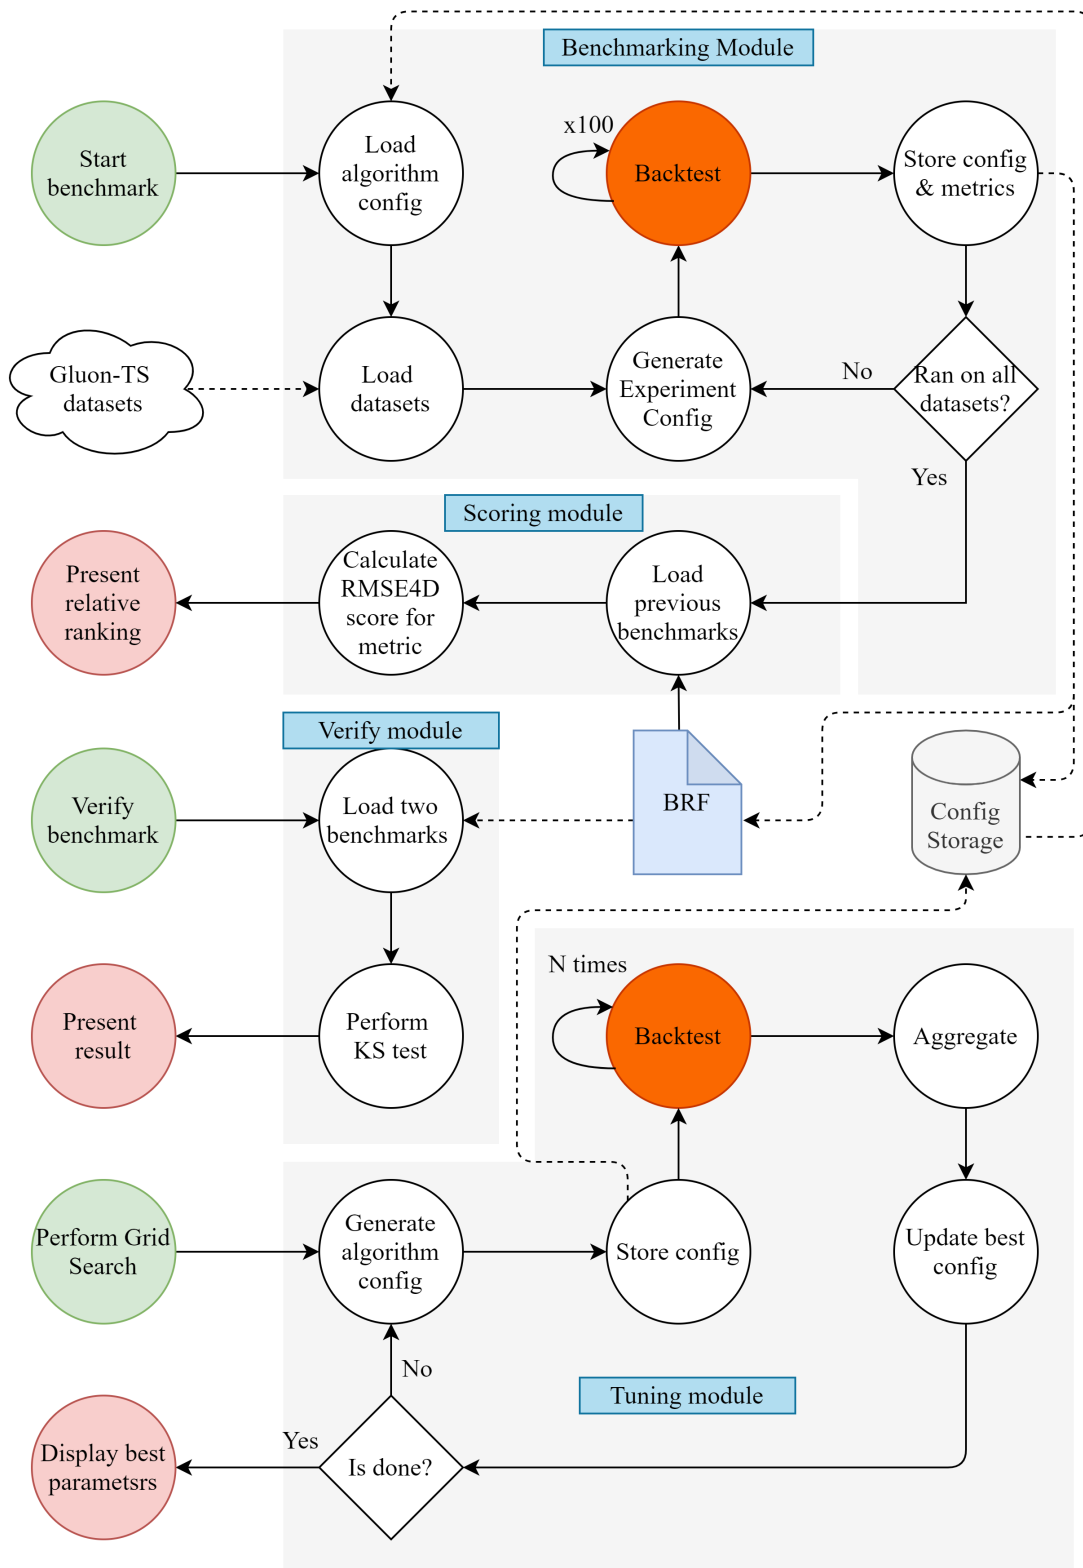 Benchmarking Module
Start
benchmark
Load
algorithm
config
x100
Backtest
Store config
& metrics
Gluon-TS
datasets
Load
datasets
Generate
Experiment
Config
No
Ran on all
datasets?
Yes
Scoring module
Present
relative
ranking
Calculate
RMSE4D
score for
metric
Load
previous
benchmarks
Verify module
Verify
benchmark
Load two
benchmarks
BRF
Config
Storage
Present
result
Perform
KS test
N times
Backtest
Aggregate
Perform Grid
Search
Generate
algorithm
config
Store config
Update best
config
No
Tuning module
Display best
parametsrs
Yes
Is done?